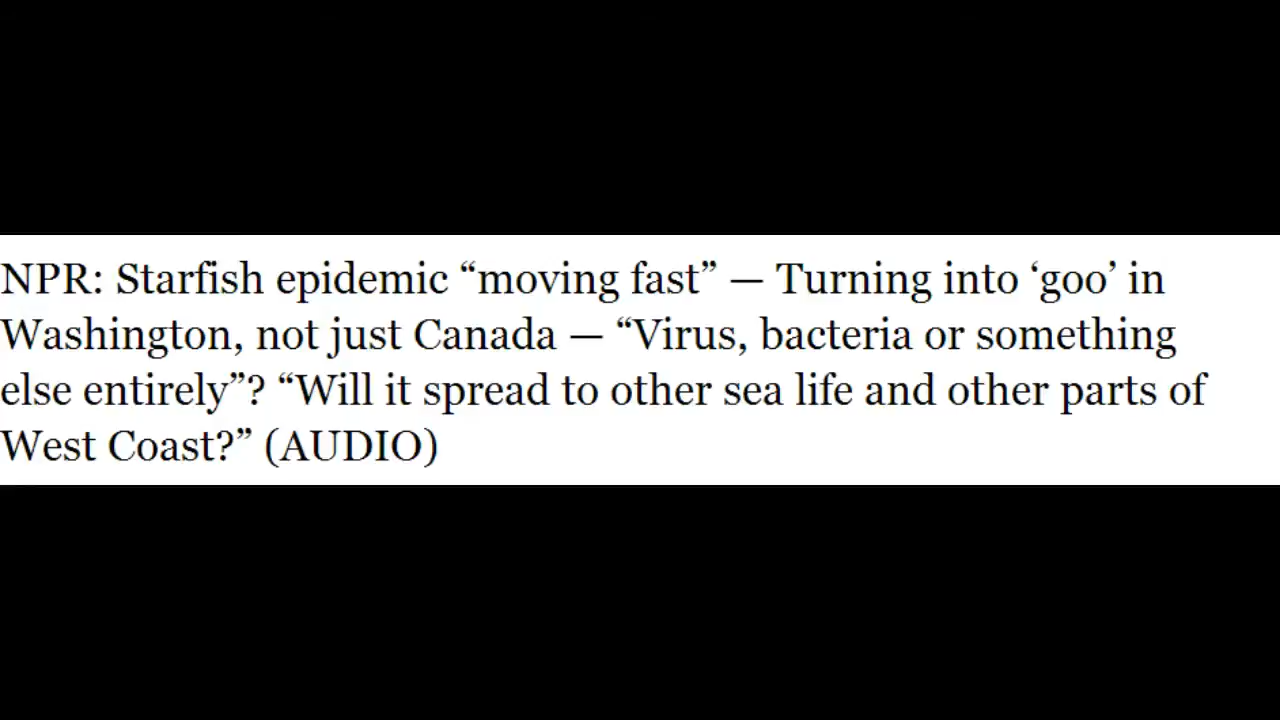 NPR: Starfish epidemic “moving fast” — Turning into ‘goo’ in
Washington, not just Canada — “Virus, bacteria or something
else entirely”? “Will it spread to other sea life and other parts of
West Coast?” (AUDIO)